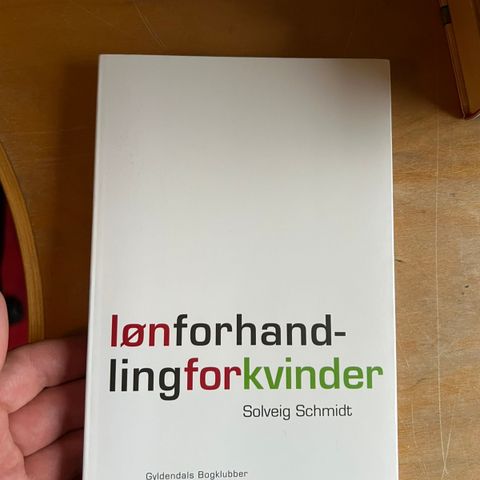 lønforhand-
lingforkvinder
Solveig Schmidt
Gyldendals Bogklubber